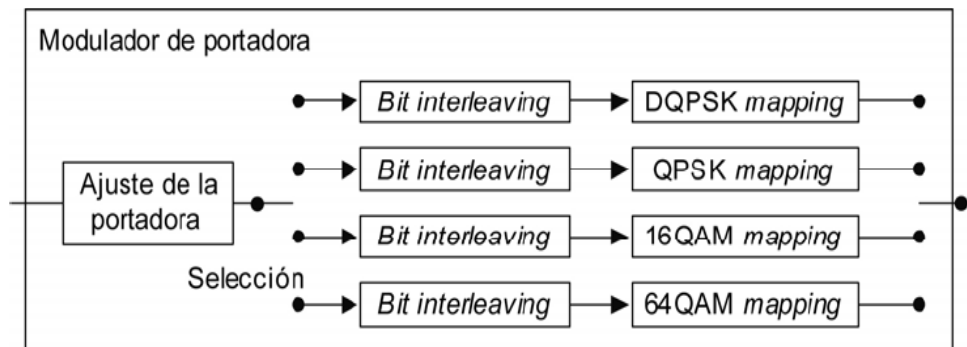 Modulador de portadora
Bit interleaving
DQPSK mapping
Bit interleaving
QPSK mapping
Ajuste de la
portadora
Bit interleaving
16QAM mapping
Selección
Bit interleaving
64QAM mapping